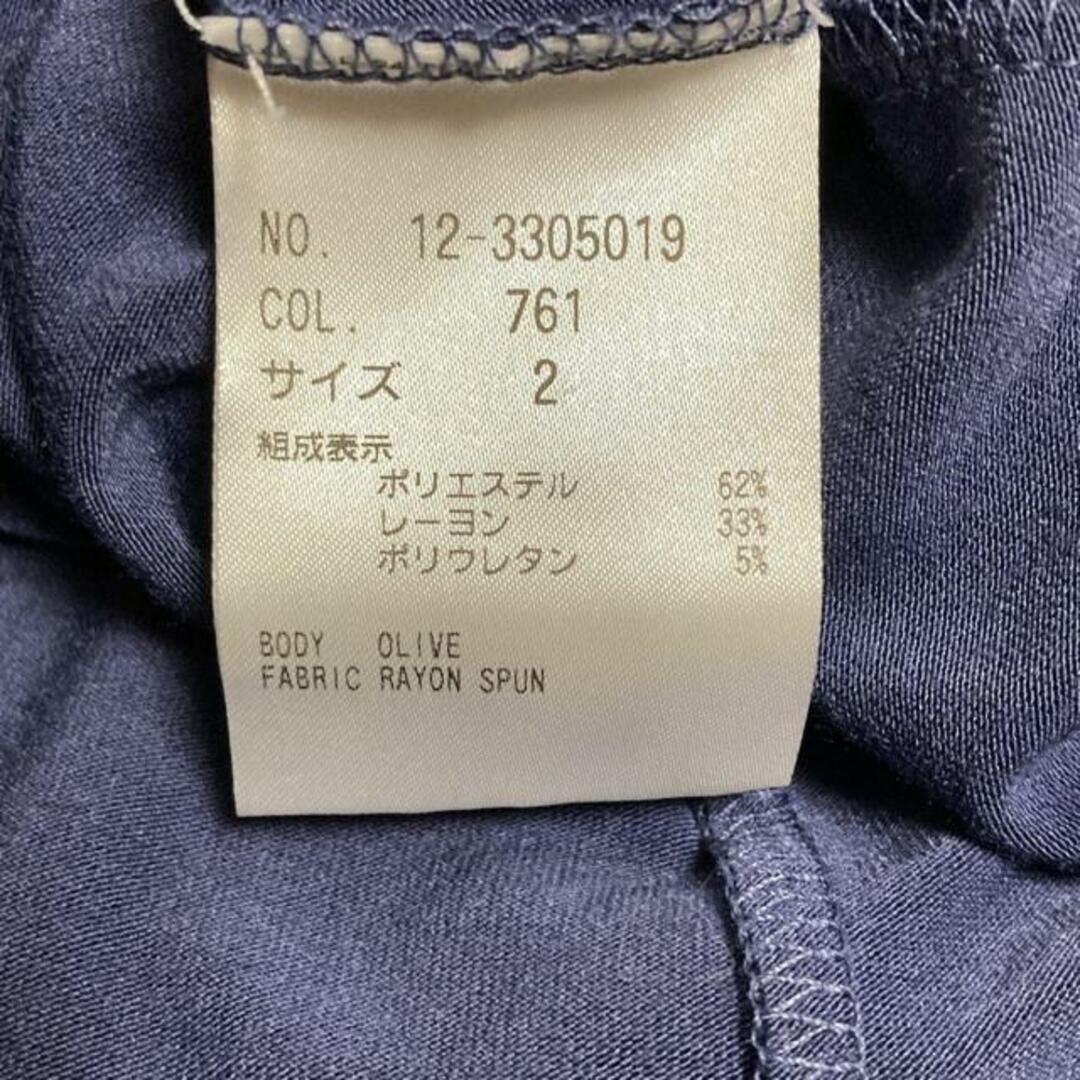 NO. 12-3305019
COL. 761
サイズ 2
組成表示
ポリエステル 62%
レーヨン 33%
ポリウレタン 5%
BODY OLIVE
FABRIC RAYON SPUN